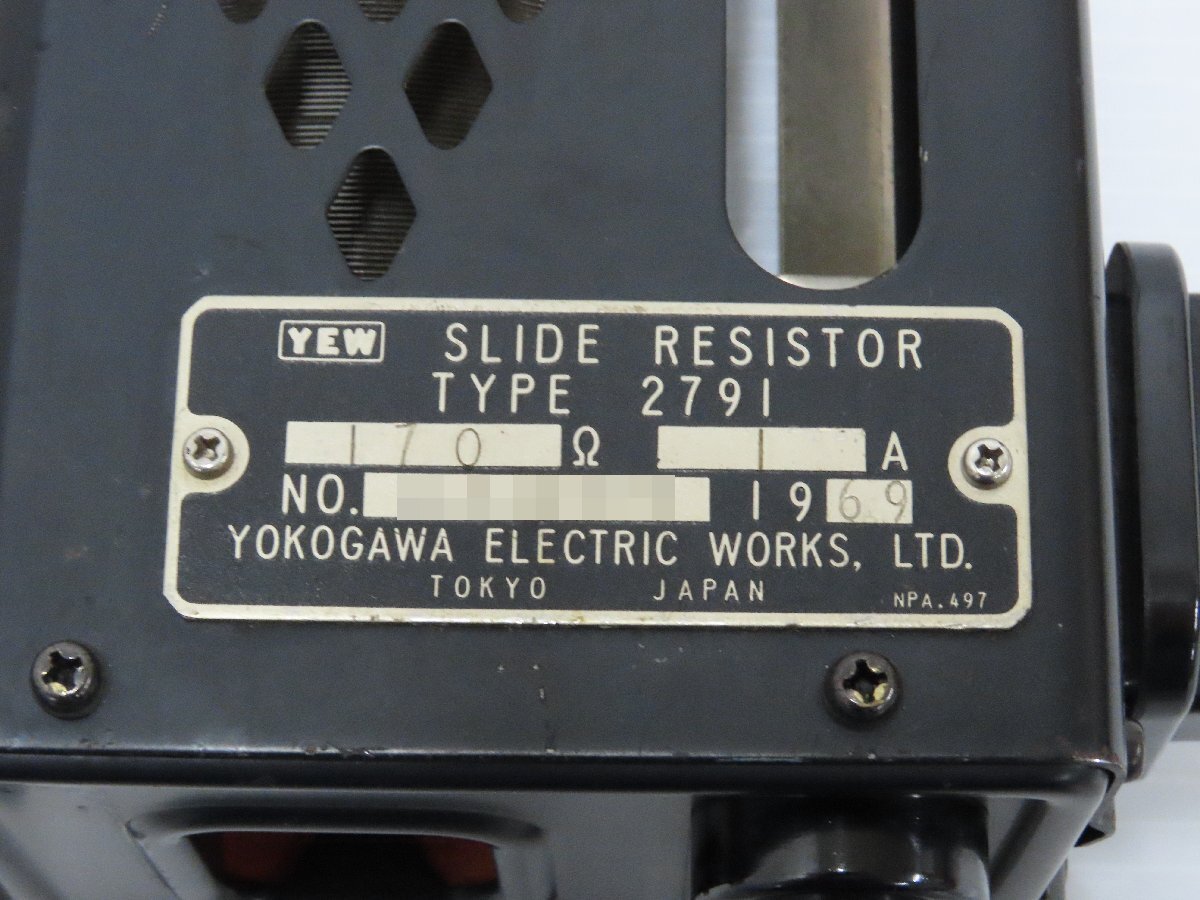 YEW SLIDE RESISTOR
TYPE 2791
170 Ω 1 A
NO. 1969
YOKOGAWA ELECTRIC WORKS, LTD.
TOKYO JAPAN NPA.497